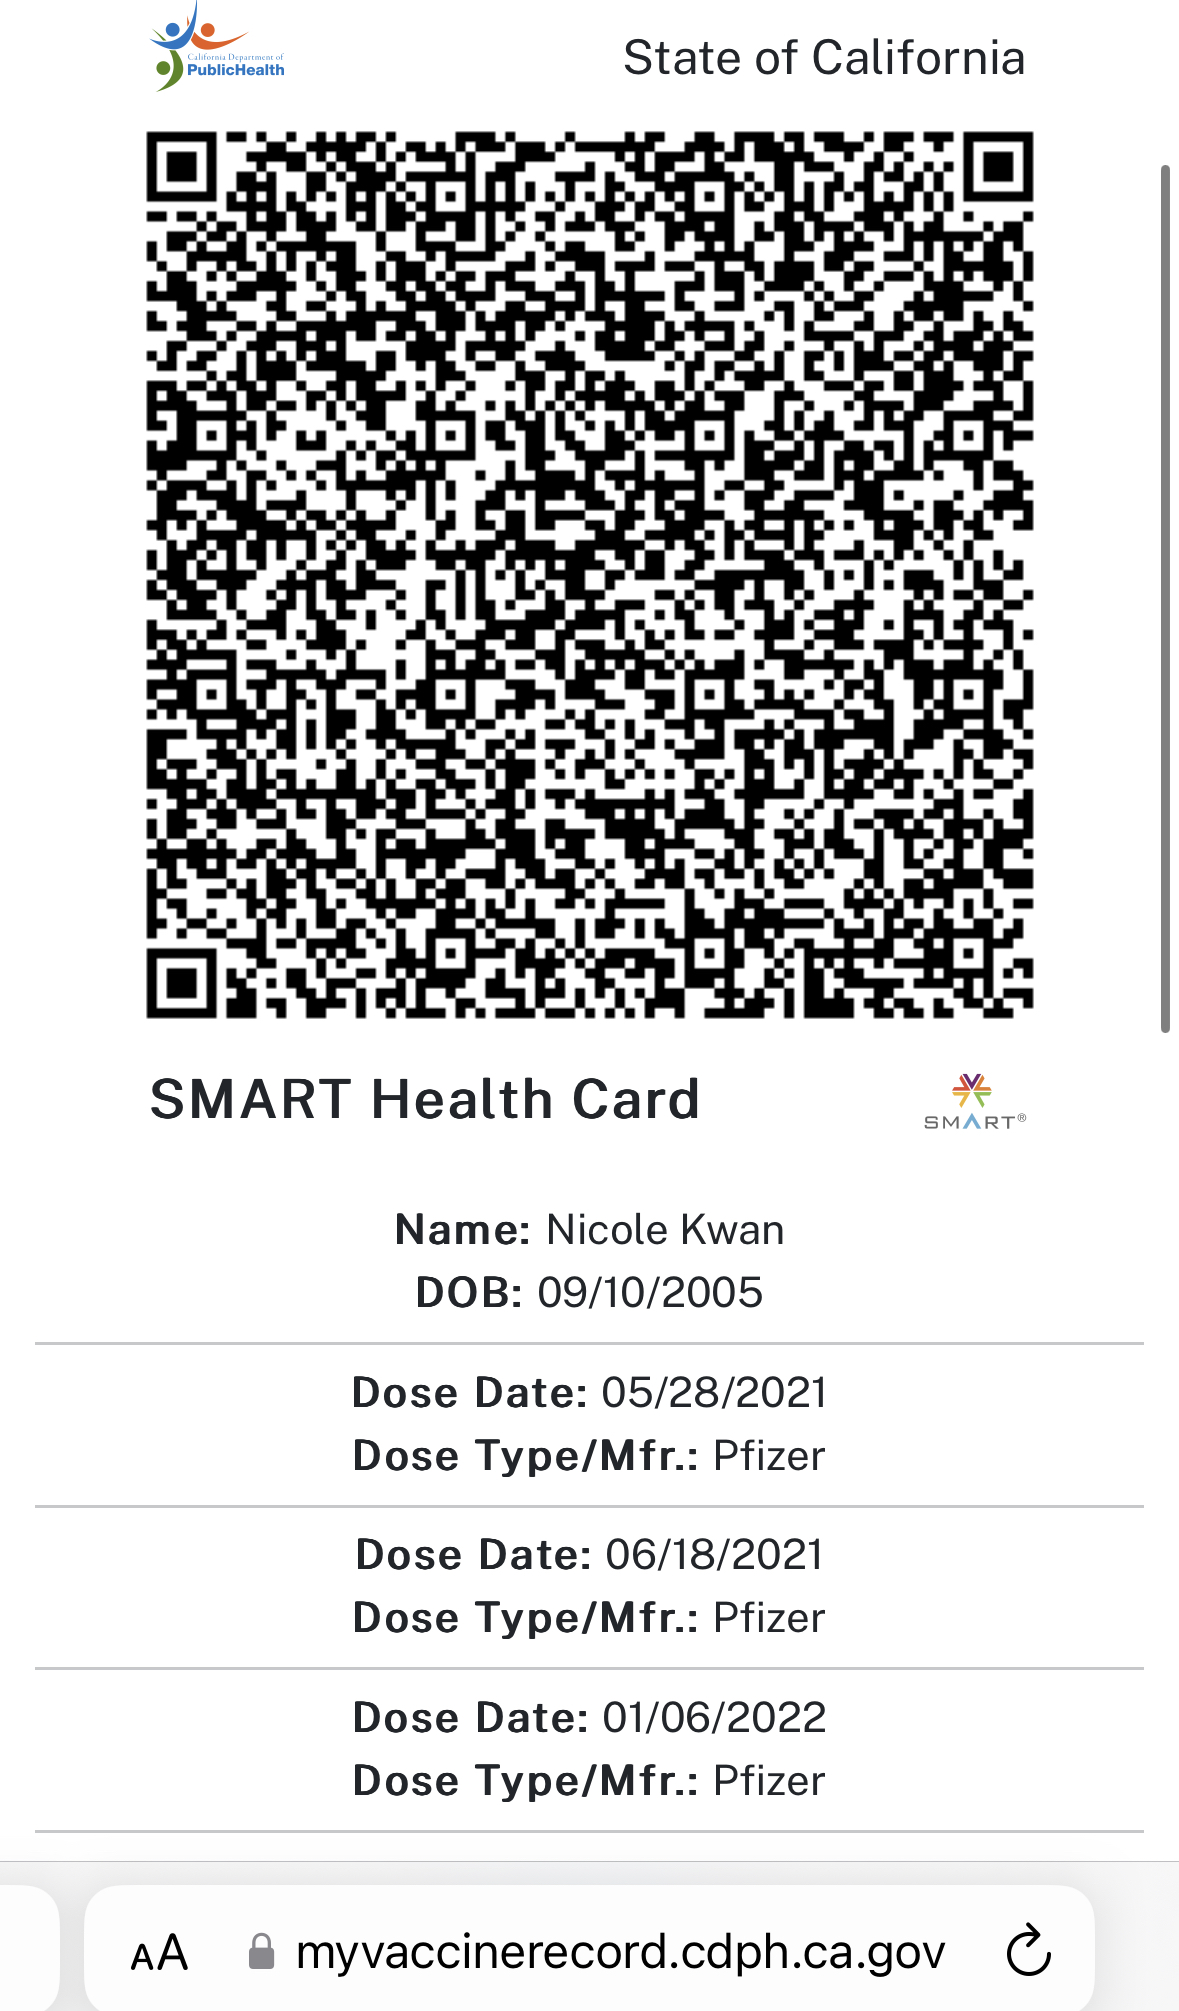 California Department of
PublicHealth
State of California
SMART Health Card
SMART®
Name: Nicole Kwan
DOB: 09/10/2005
Dose Date: 05/28/2021
Dose Type/Mfr.: Pfizer
Dose Date: 06/18/2021
Dose Type/Mfr.: Pfizer
Dose Date: 01/06/2022
Dose Type/Mfr.: Pfizer
AA myvaccinerecord.cdph.ca.gov